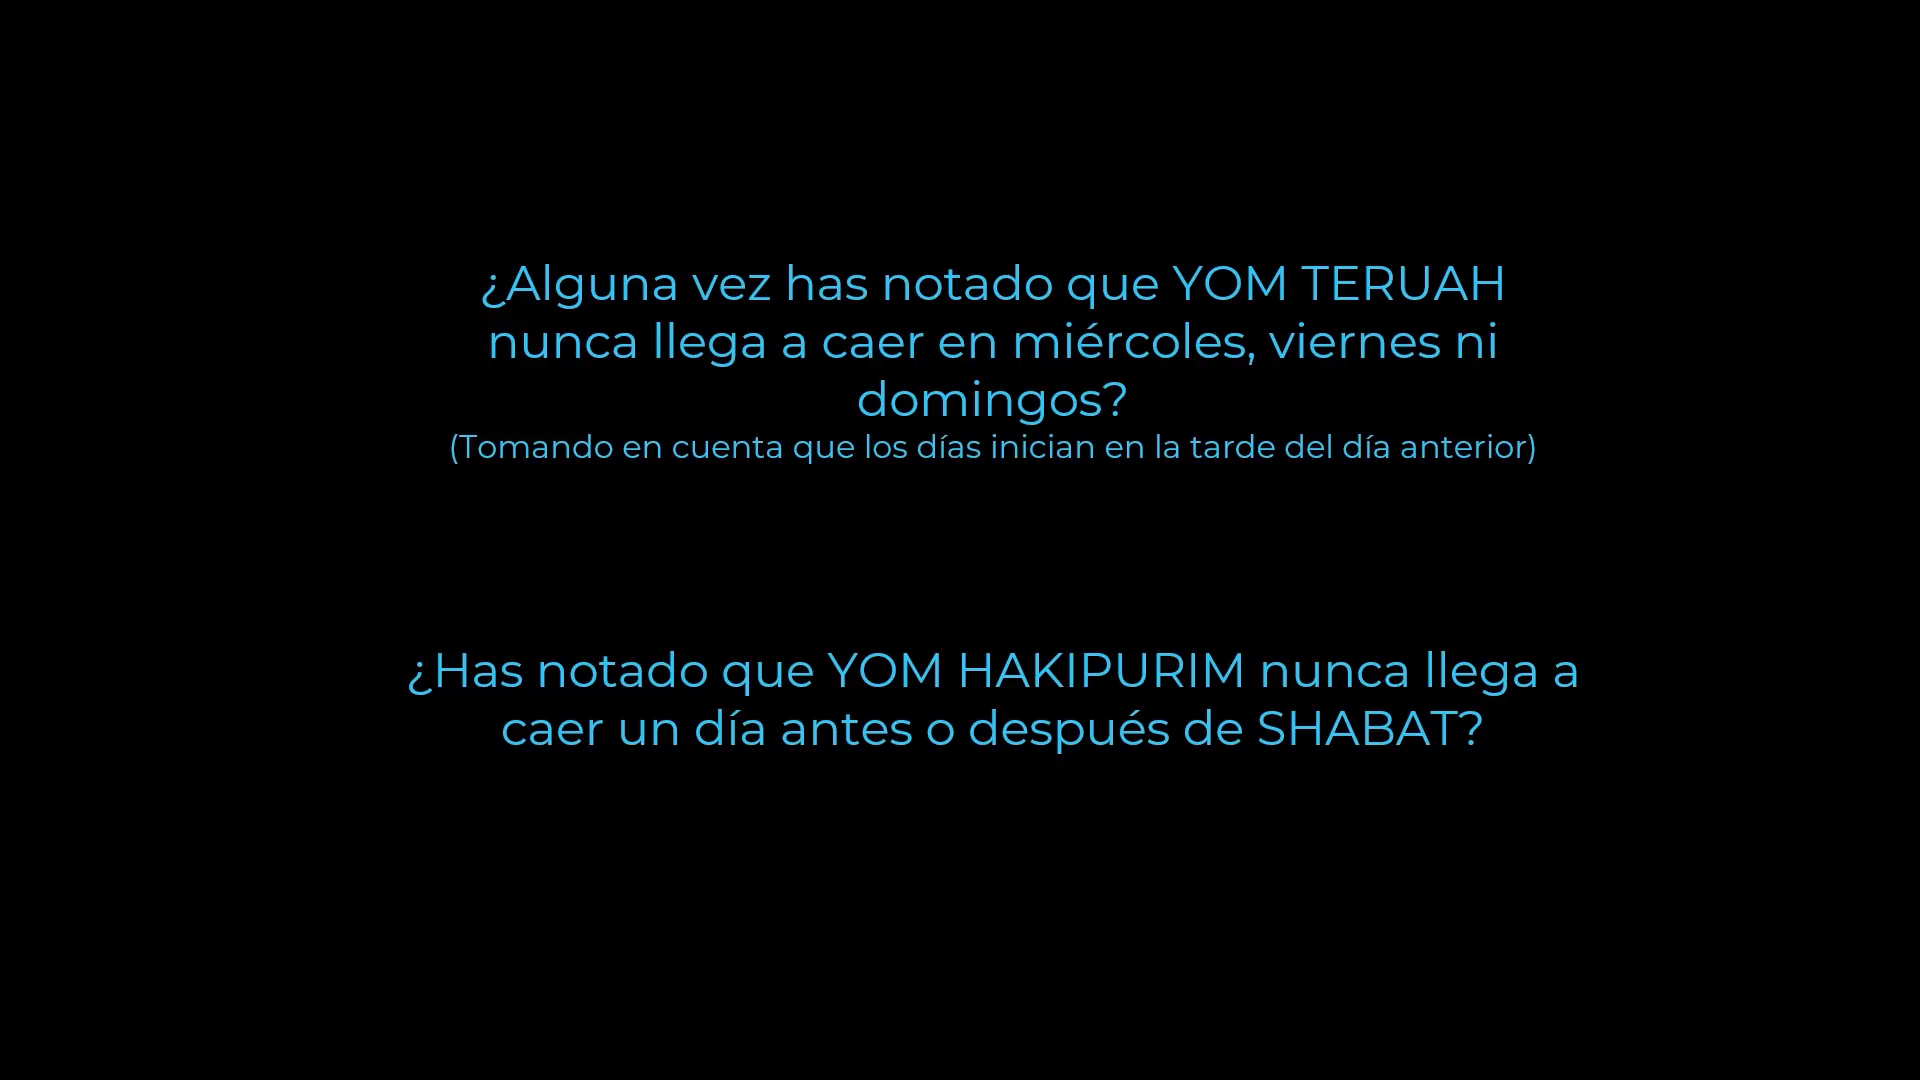 ¿Alguna vez has notado que YOM TERUAH
nunca llega a caer en miércoles, viernes ni
domingos?
(Tomando en cuenta que los días inician en la tarde del día anterior)
¿Has notado que YOM HAKIPURIM nunca llega a
caer un día antes o después de SHABAT?